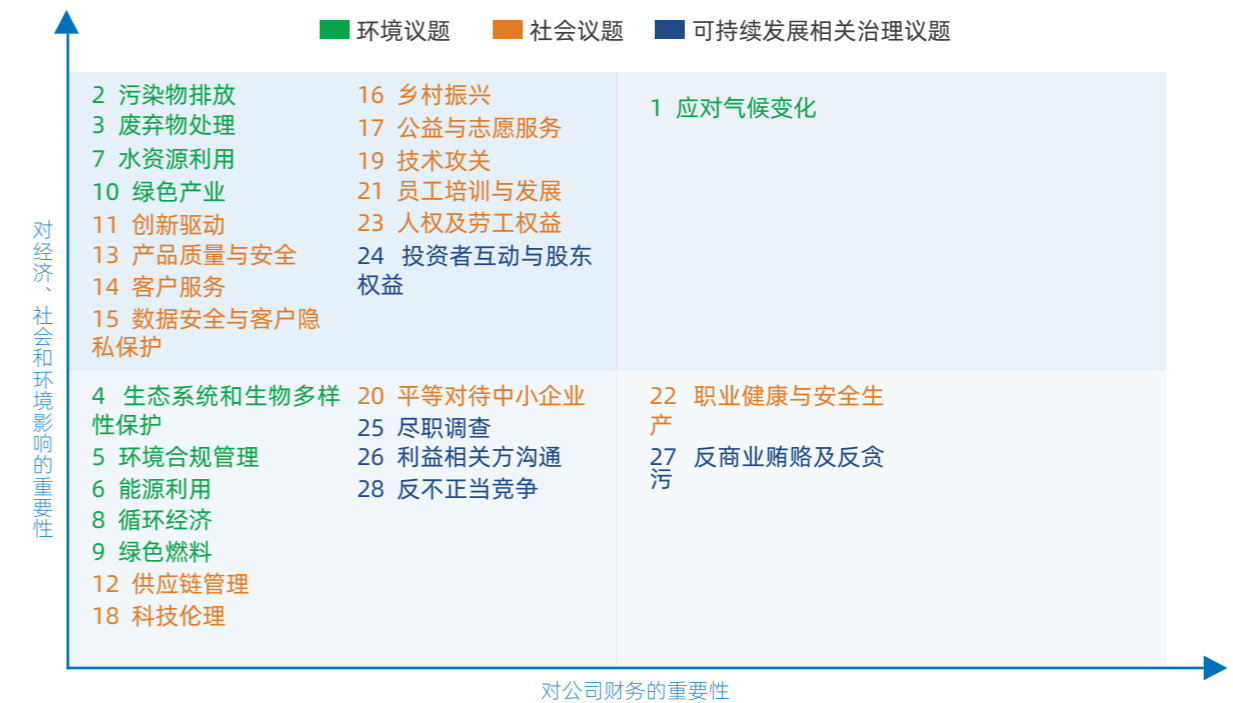 环境议题 社会议题 可持续发展相关治理议题
对经济、社会和环境影响的重要性
2 污染物排放
3 废弃物处理
7 水资源利用
10 绿色产业
11 创新驱动
13 产品质量与安全
14 客户服务
15 数据安全与客户隐
私保护
16 乡村振兴
17 公益与志愿服务
19 技术攻关
21 员工培训与发展
23 人权及劳工权益
24 投资者互动与股东
权益
1 应对气候变化
4 生态系统和生物多样
性保护
5 环境合规管理
6 能源利用
8 循环经济
9 绿色燃料
12 供应链管理
18 科技伦理
20 平等对待中小企业
25 尽职调查
26 利益相关方沟通
28 反不正当竞争
22 职业健康与安全生
产
27 反商业贿赂及反贪
污
对公司财务的重要性